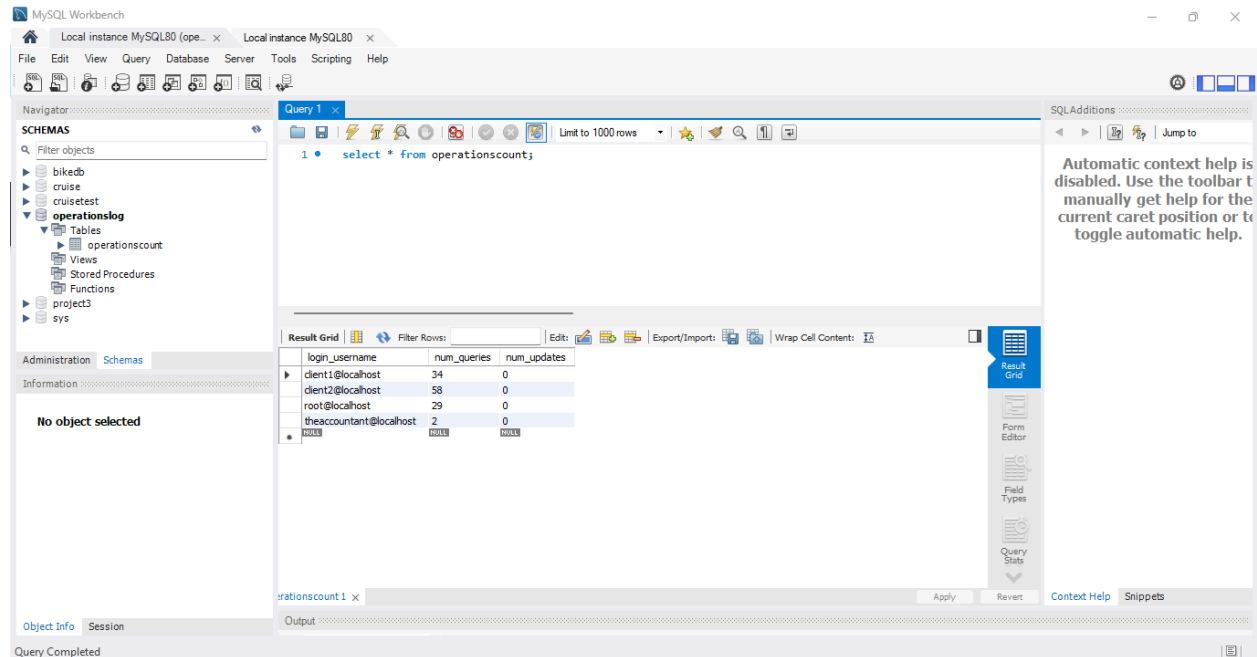 MySQL Workbench
Local instance MySQL80 (ope... × Local instance MySQL80 ×
File Edit View Query Database Server Tools Scripting Help
Navigator
SCHEMAS
Filter objects
bikedb
cruise
cruisetest
operationslog
Tables
operationscount
Views
Stored Procedures
Functions
project3
sys
Administration Schemas
Information
No object selected
Object Info Session
Query 1 ×
Limit to 1000 rows
1 select * from operationscount;
Result Grid Filter Rows: Edit: Export/Import: Wrap Cell Content:
login_username num_queries num_updates
client1@localhost 34 0
client2@localhost 58 0
root@localhost 29 0
theaccountant@localhost 2 0
NULL NULL NULL
Result
Grid
Form
Editor
Field
Types
Query
Stats
erationscount 1 ×
Apply Revert
Output
SQLAdditions
Jump to
Automatic context help is
disabled. Use the toolbar t
manually get help for the
current caret position or to
toggle automatic help.
Context Help Snippets
Query Completed